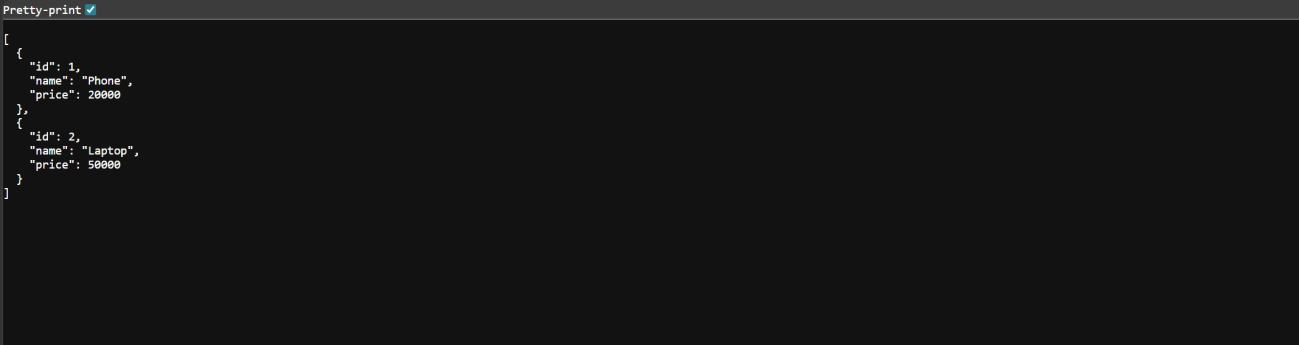 Pretty-print
[
  {
    "id": 1,
    "name": "Phone",
    "price": 20000
  },
  {
    "id": 2,
    "name": "Laptop",
    "price": 50000
  }
]